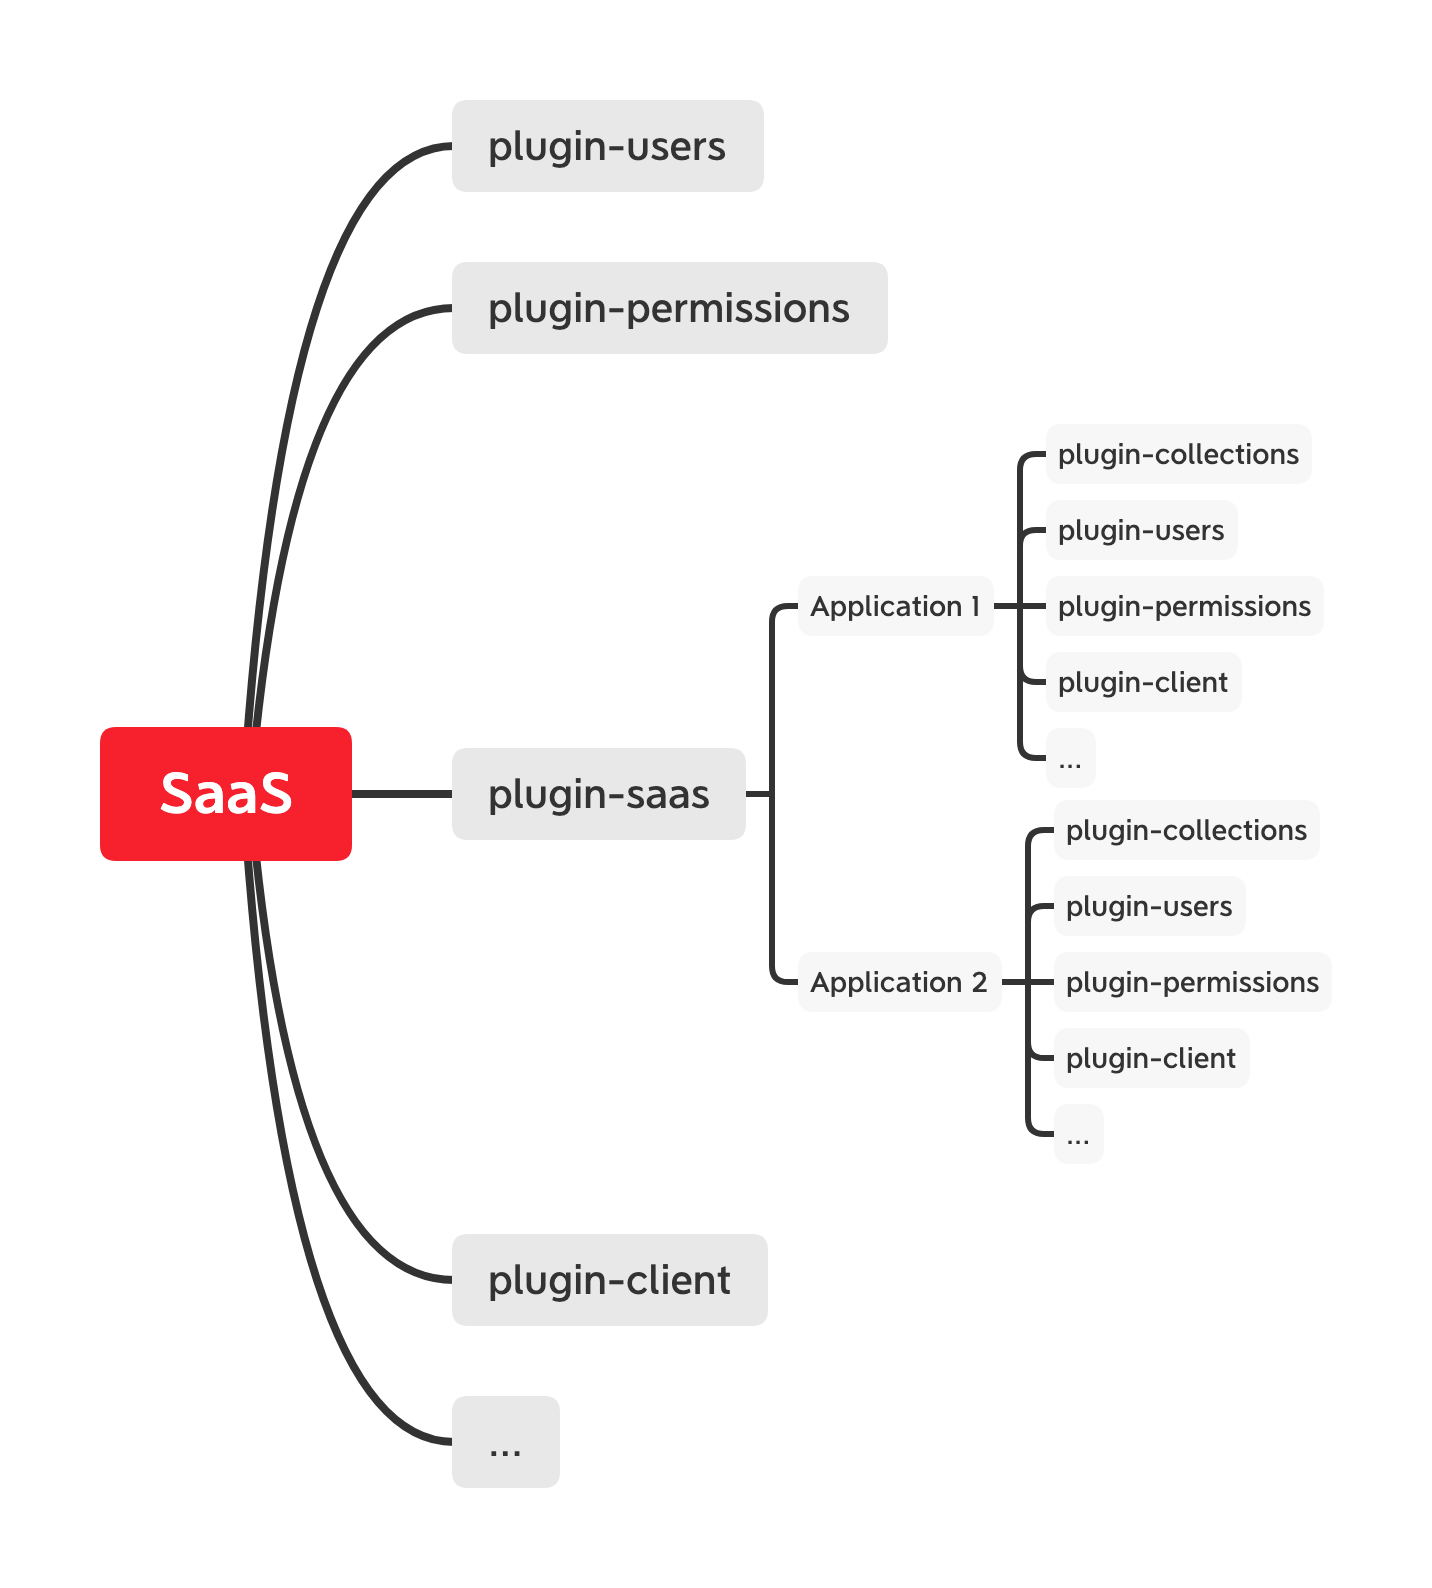 plugin-users
plugin-permissions
SaaS
plugin-saas
Application 1
plugin-collections
plugin-users
plugin-permissions
plugin-client
...
Application 2
plugin-collections
plugin-users
plugin-permissions
plugin-client
...
plugin-client
...